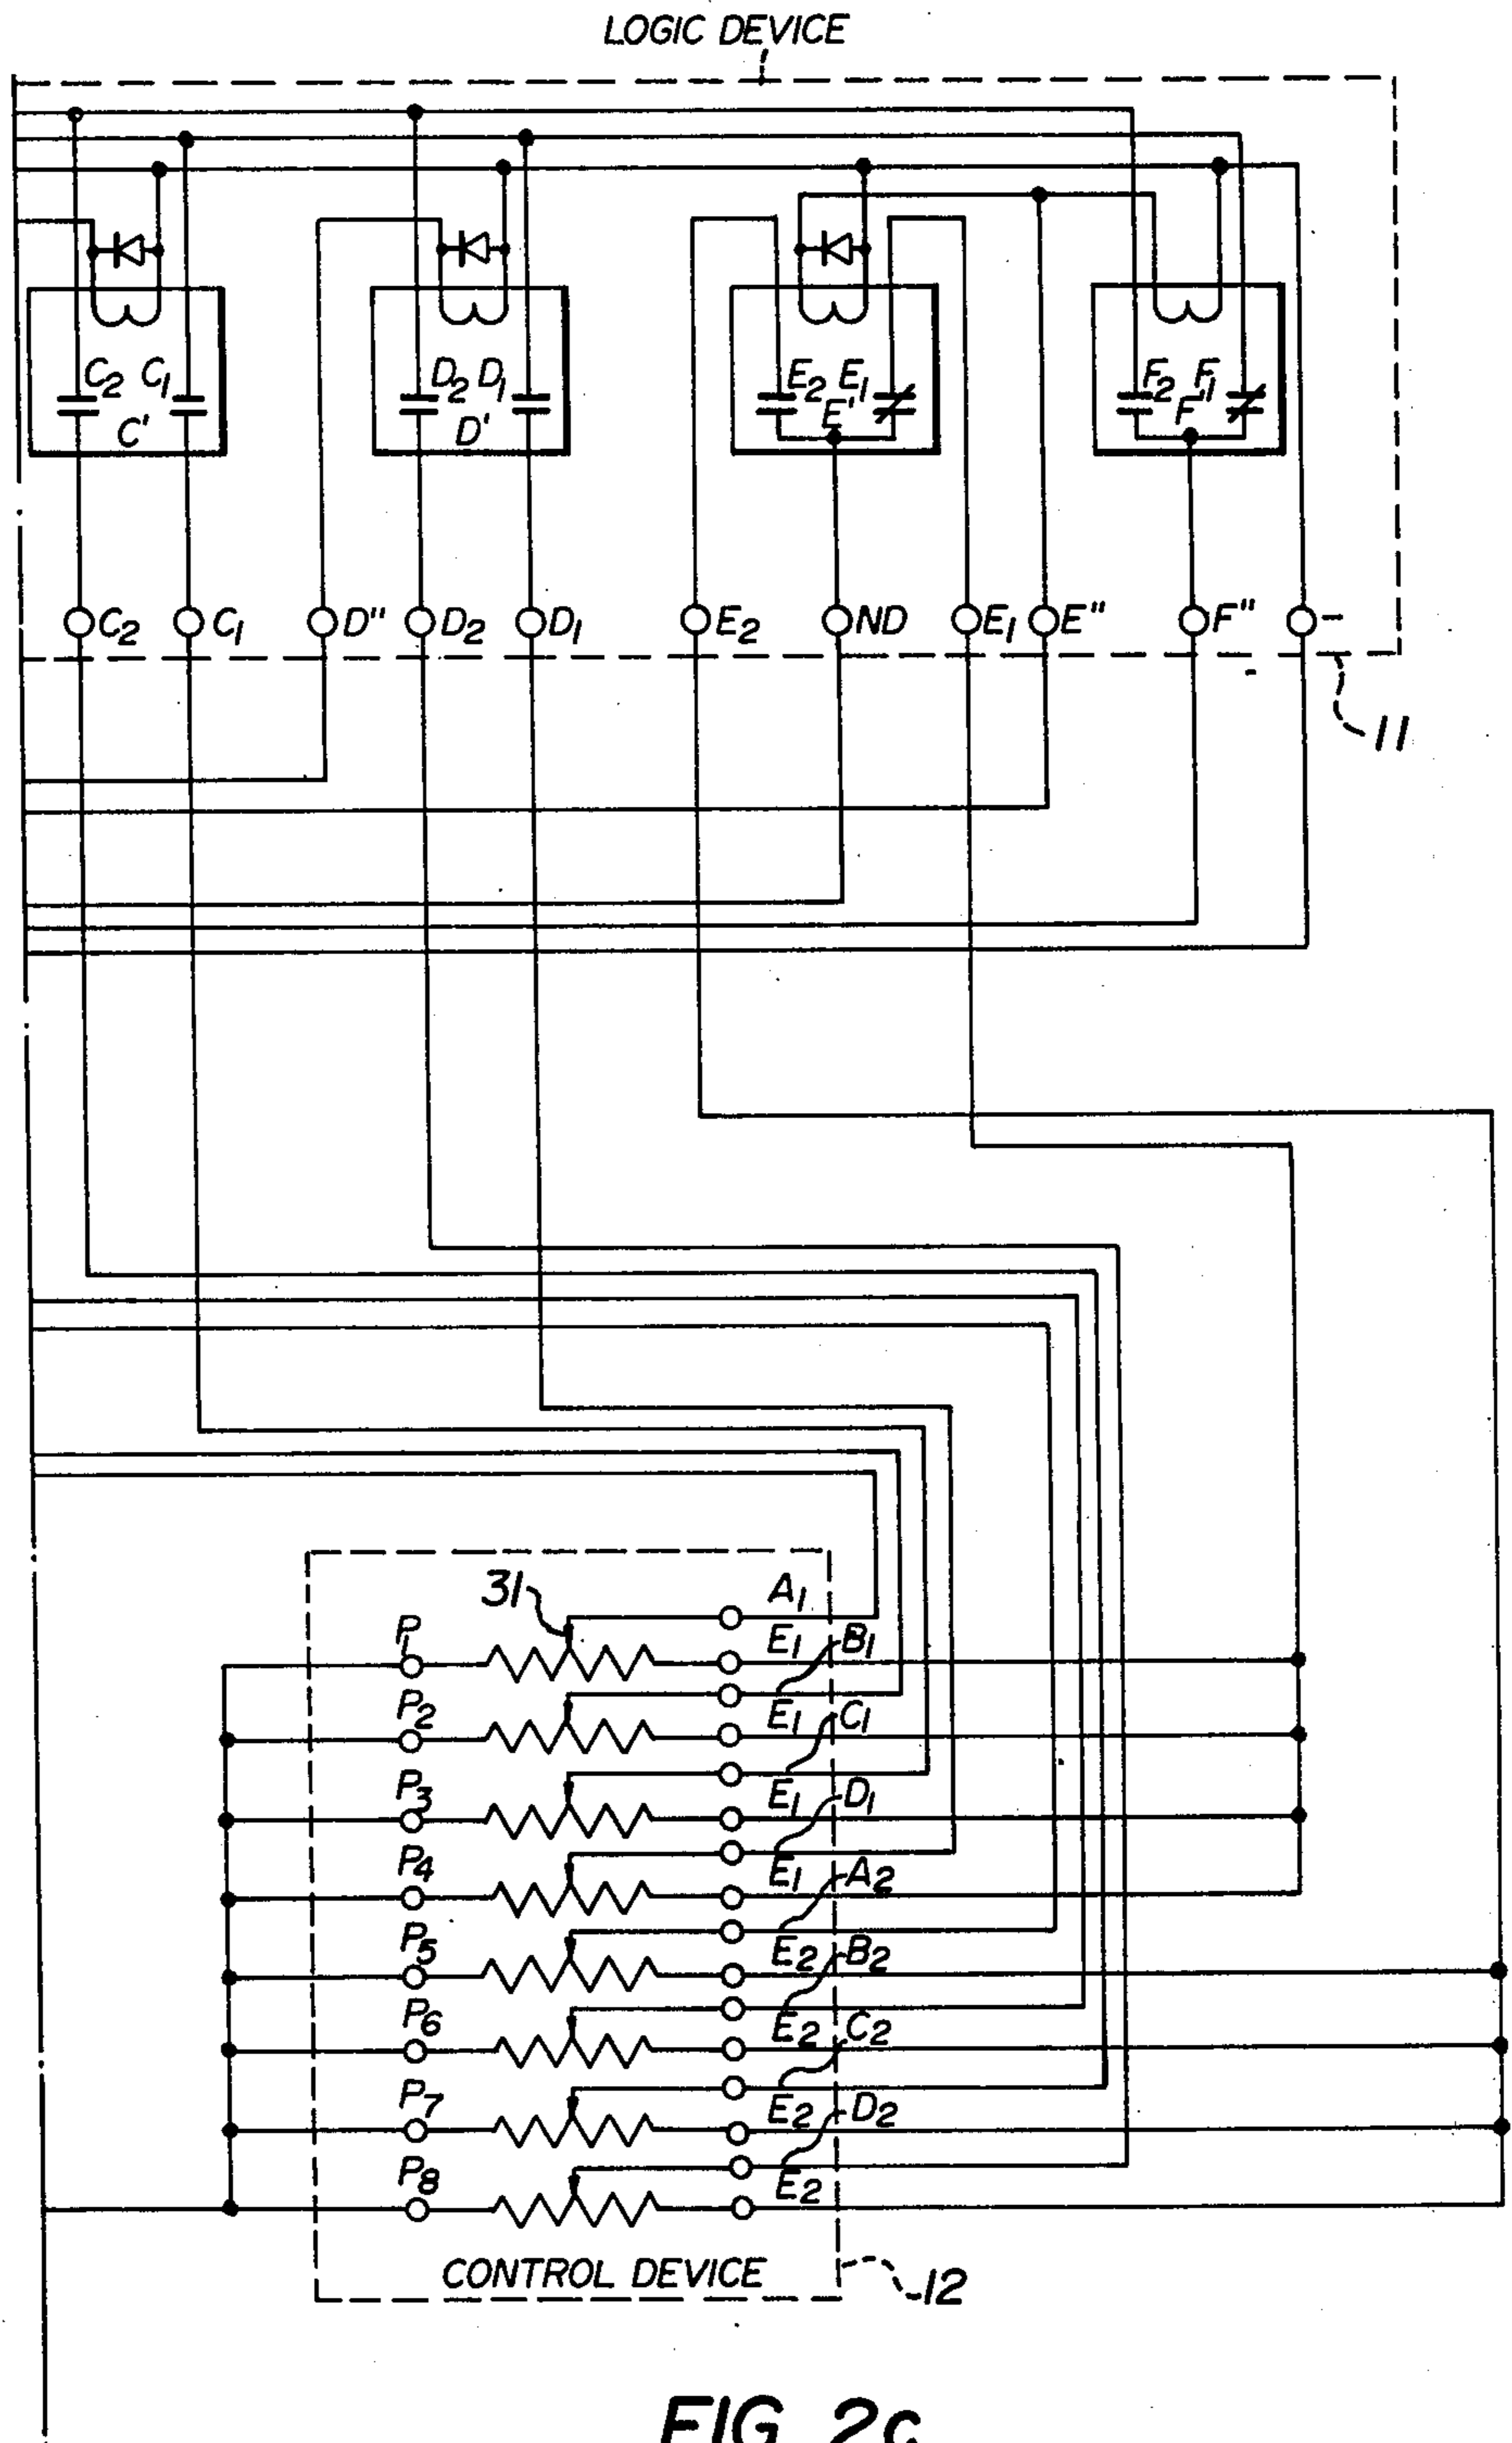 LOGIC DEVICE
C2 C1
C'
D2 D1
D'
E2 E1
E'
F2 F1
F'
C2 C1 D" D2 D1 E2 ND E1 E" F" -
11
31
A1
P1 E1 B1
P2 E1 C1
P3 E1 D1
P4 E1 A2
P5 E2 B2
P6 E2 C2
P7 E2 D2
P8 E2
CONTROL DEVICE
12
FIG. 2c